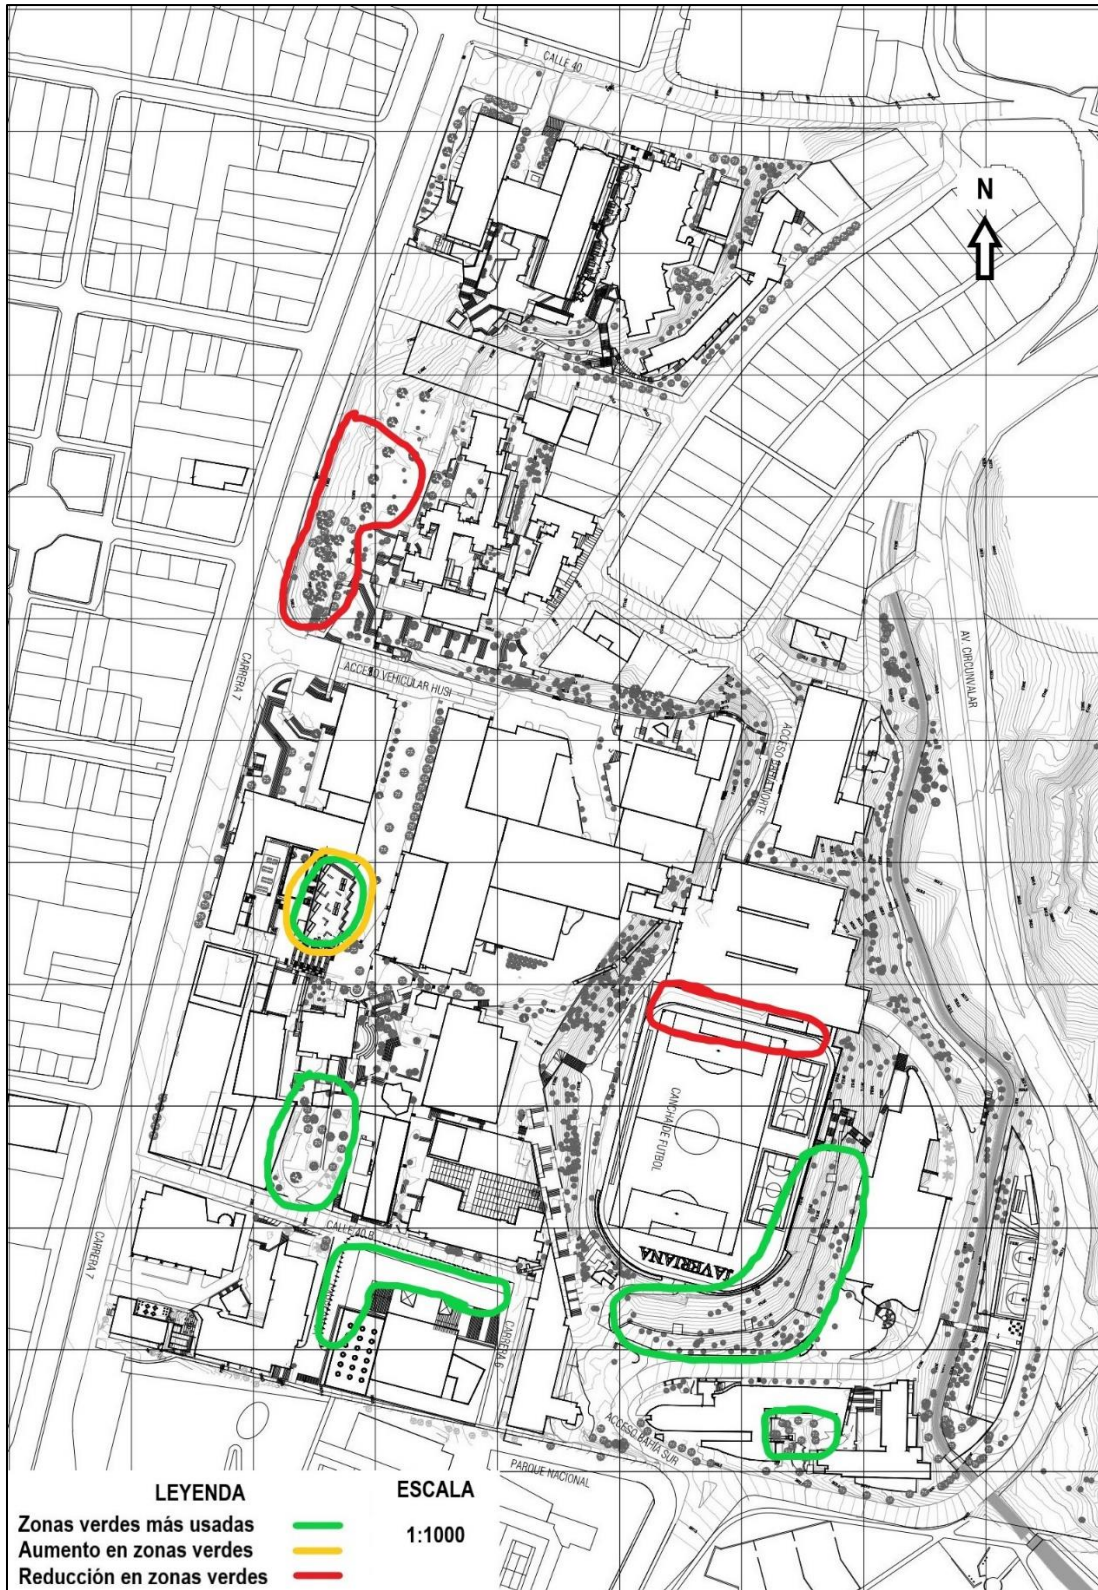 CALLE 40
N
CARRERA 7
ACCESO VEHICULAR HUSI
AV. CIRCUNVALAR
ACCESO BAHIA NORTE
CANCHA DE FUTBOL
JAVERIANA
CALLE 40 B
CARRERA 7
CARRERA 6
ACCESO BAHÍA SUR
PARQUE NACIONAL
LEYENDA
ESCALA
Zonas verdes más usadas
1:1000
Aumento en zonas verdes
Reducción en zonas verdes